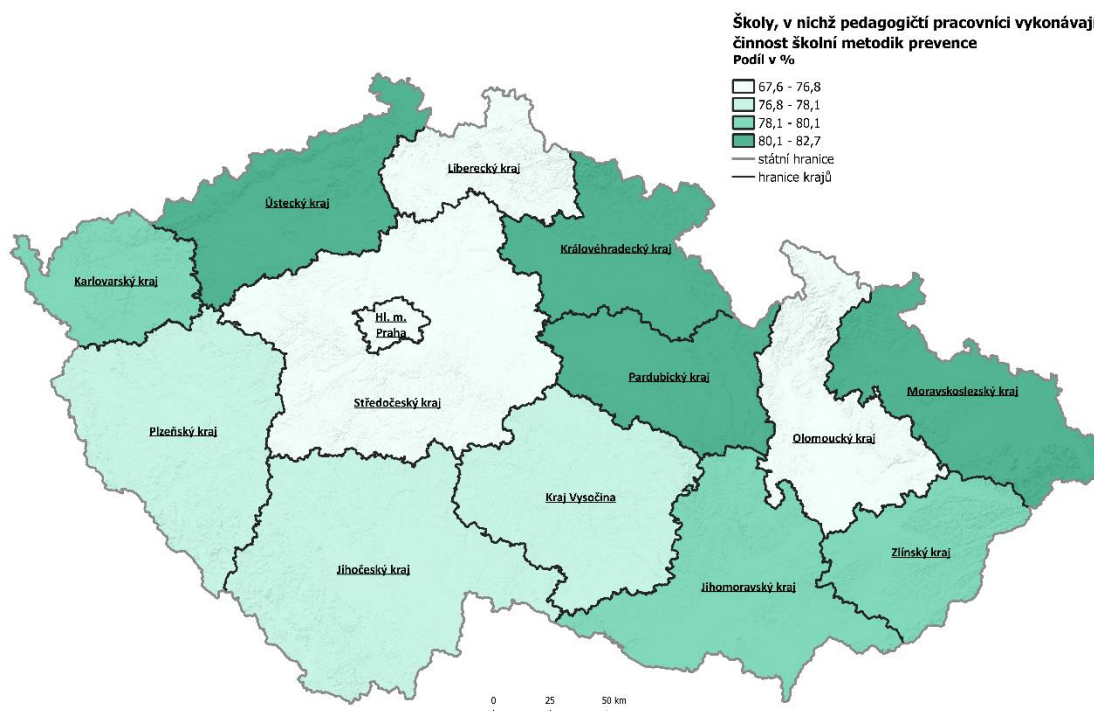 Školy, v nichž pedagogičtí pracovníci vykonávají
činnost školní metodik prevence
Podíl v %
67,6 - 76,8
76,8 - 78,1
78,1 - 80,1
80,1 - 82,7
státní hranice
hranice krajů
Liberecký kraj
Ústecký kraj
Královéhradecký kraj
Karlovarský kraj
Hl. m.
Praha
Pardubický kraj
Moravskoslezský kraj
Středočeský kraj
Plzeňský kraj
Olomoucký kraj
Kraj Vysočina
Zlínský kraj
Jihočeský kraj
Jihomoravský kraj
0 25 50 km